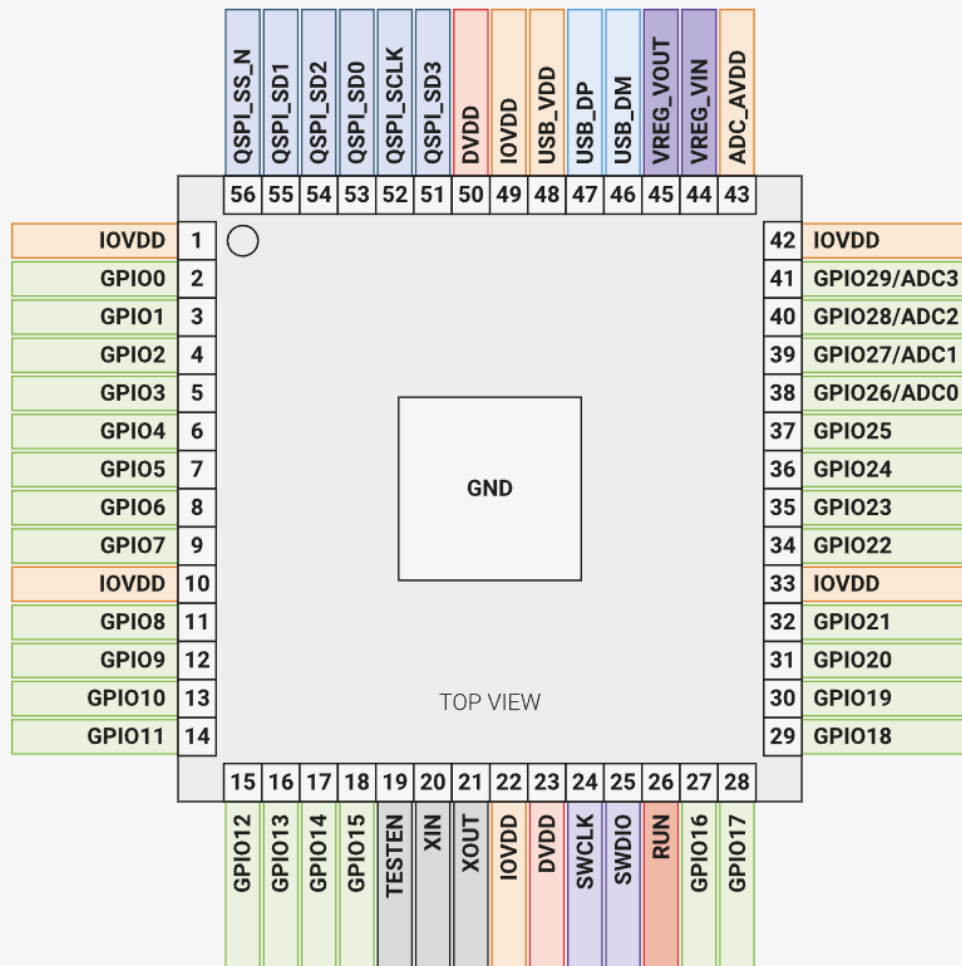 QSPI_SS_N
QSPI_SD1
QSPI_SD2
QSPI_SD0
QSPI_SCLK
QSPI_SD3
DVDD
IOVDD
USB_VDD
USB_DP
USB_DM
VREG_VOUT
VREG_VIN
ADC_AVDD
56 55 54 53 52 51 50 49 48 47 46 45 44 43
IOVDD 1
42 IOVDD
GPIO0 2
41 GPIO29/ADC3
GPIO1 3
40 GPIO28/ADC2
GPIO2 4
39 GPIO27/ADC1
GPIO3 5
38 GPIO26/ADC0
GPIO4 6
37 GPIO25
GPIO5 7
36 GPIO24
GND
GPIO6 8
35 GPIO23
GPIO7 9
34 GPIO22
IOVDD 10
33 IOVDD
GPIO8 11
32 GPIO21
GPIO9 12
31 GPIO20
GPIO10 13
30 GPIO19
TOP VIEW
GPIO11 14
29 GPIO18
15 16 17 18 19 20 21 22 23 24 25 26 27 28
GPIO12
GPIO13
GPIO14
GPIO15
TESTEN
XIN
XOUT
IOVDD
DVDD
SWCLK
SWDIO
RUN
GPIO16
GPIO17